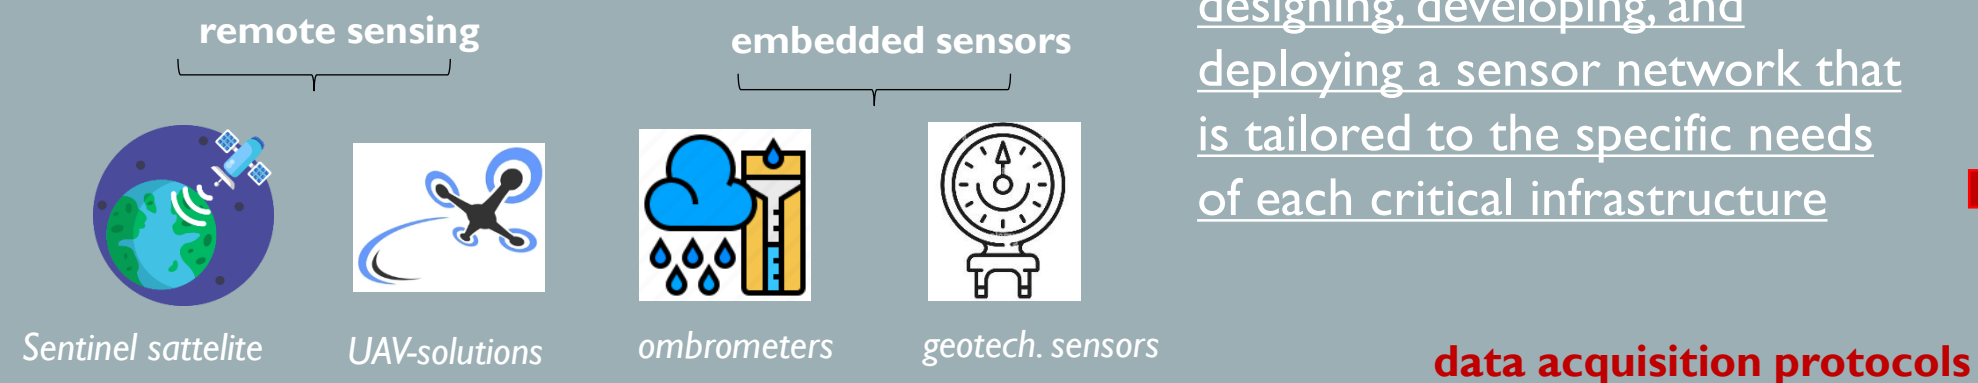 remote sensing
embedded sensors
Sentinel sattelite
UAV-solutions
ombrometers
geotech. sensors
designing, developing, and
deploying a sensor network that
is tailored to the specific needs
of each critical infrastructure
data acquisition protocols